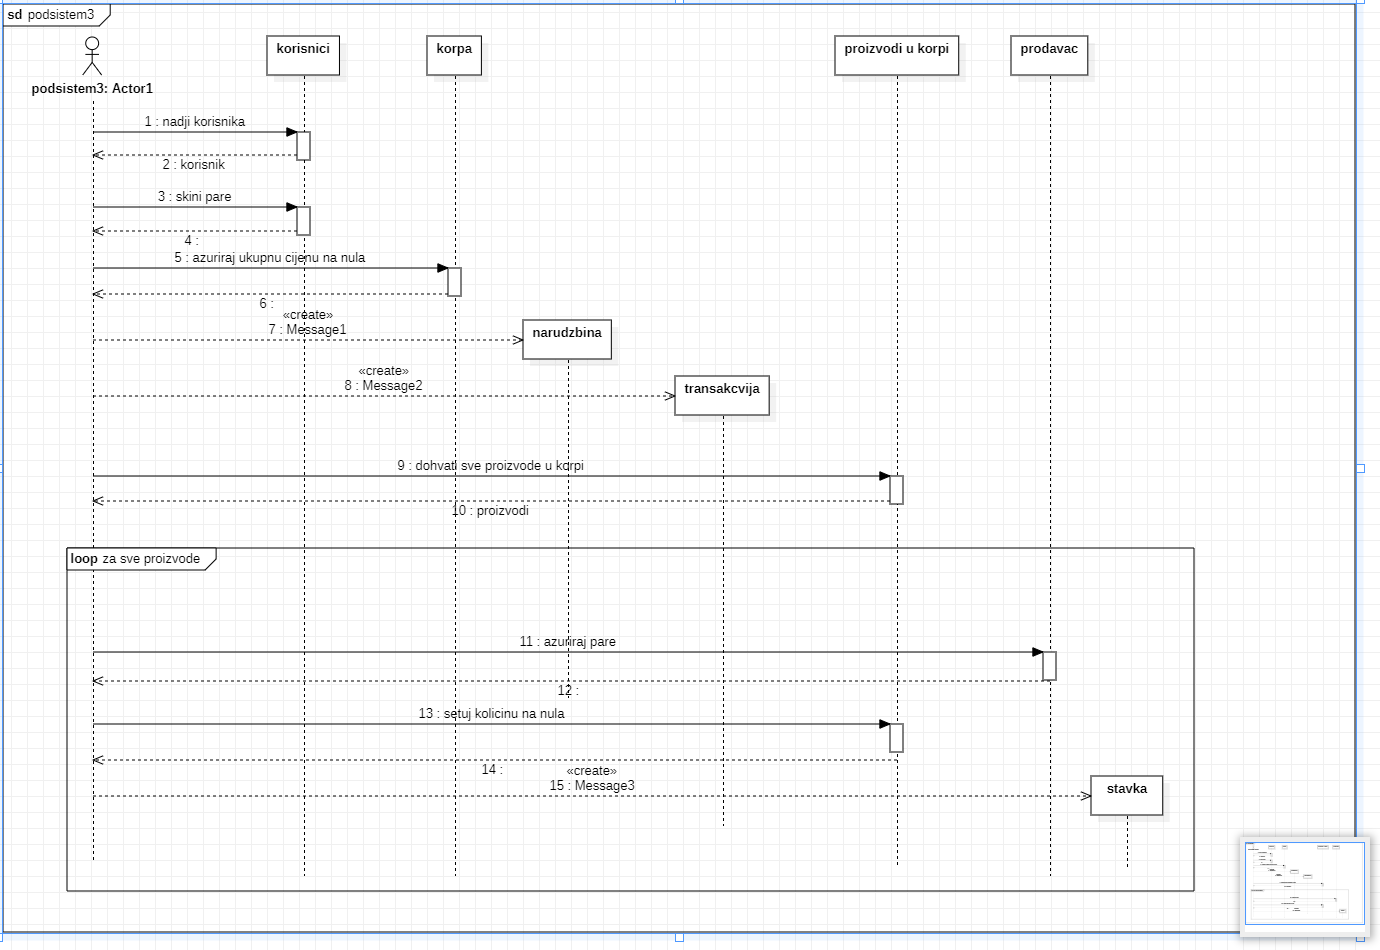 sd podsistem3
korisnici
korpa
proizvodi u korpi
prodavac
podsistem3: Actor1
1 : nadji korisnika
2 : korisnik
3 : skini pare
4 :
5 : azuriraj ukupnu cijenu na nula
6 :
«create»
7 : Message1
narudzbina
«create»
8 : Message2
transakcvija
9 : dohvati sve proizvode u korpi
10 : proizvodi
loop za sve proizvode
11 : azuriraj pare
12 :
13 : setuj kolicinu na nula
14 :
«create»
15 : Message3
stavka